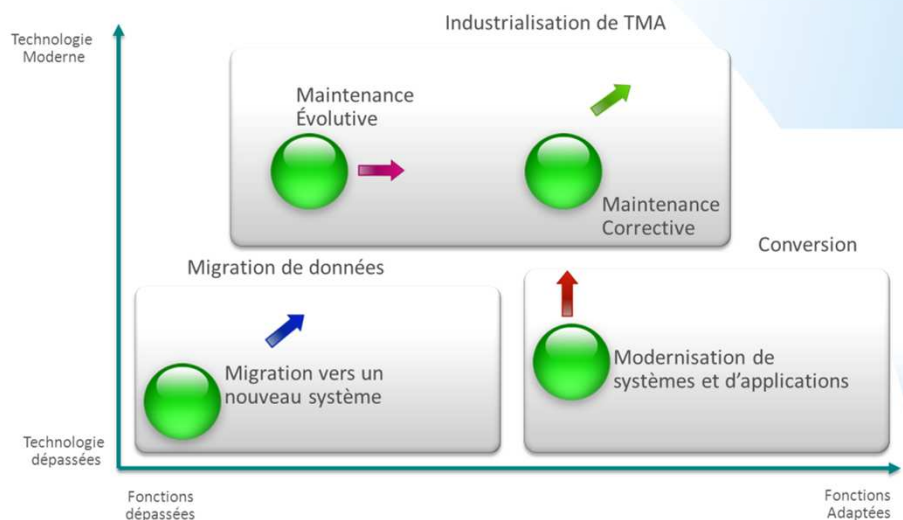 Industrialisation de TMA
Technologie
Moderne
Maintenance
Évolutive
Maintenance
Corrective
Migration de données
Conversion
Migration vers un
nouveau système
Modernisation de
systèmes et d’applications
Technologie
dépassées
Fonctions
dépassées
Fonctions
Adaptées